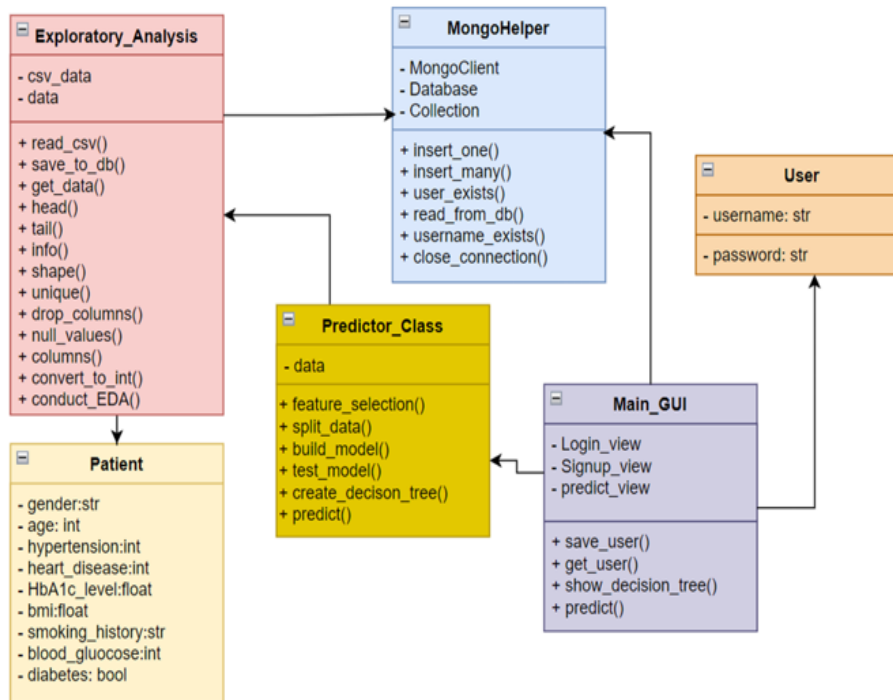 Exploratory_Analysis
- csv_data
- data
+ read_csv()
+ save_to_db()
+ get_data()
+ head()
+ tail()
+ info()
+ shape()
+ unique()
+ drop_columns()
+ null_values()
+ columns()
+ convert_to_int()
+ conduct_EDA()
MongoHelper
- MongoClient
- Database
- Collection
+ insert_one()
+ insert_many()
+ user_exists()
+ read_from_db()
+ username_exists()
+ close_connection()
User
- username: str
- password: str
Predictor_Class
- data
+ feature_selection()
+ split_data()
+ build_model()
+ test_model()
+ create_decison_tree()
+ predict()
Main_GUI
- Login_view
- Signup_view
- predict_view
+ save_user()
+ get_user()
+ show_decision_tree()
+ predict()
Patient
- gender:str
- age: int
- hypertension:int
- heart_disease:int
- HbA1c_level:float
- bmi:float
- smoking_history:str
- blood_gluocose:int
- diabetes: bool